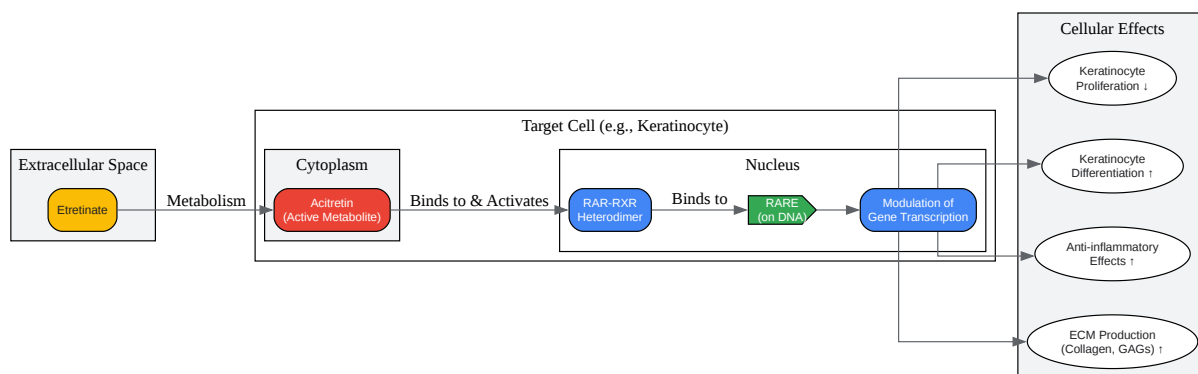 Cellular Effects
Keratinocyte
Proliferation ↓
Target Cell (e.g., Keratinocyte)
Extracellular Space
Cytoplasm
Nucleus
Keratinocyte
Differentiation ↑
Etretinate
Metabolism
Acitretin
(Active Metabolite)
Binds to & Activates
RAR-RXR
Heterodimer
Binds to
RARE
(on DNA)
Modulation of
Gene Transcription
Anti-inflammatory
Effects ↑
ECM Production
(Collagen, GAGs) ↑